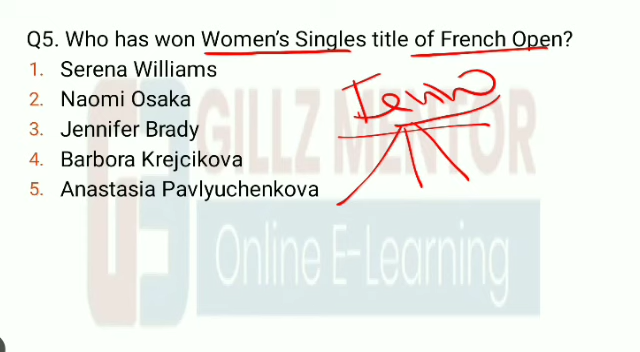 Q5. Who has won Women's Singles title of French Open?
1. Serena Williams
2. Naomi Osaka
3. Jennifer Brady
4. Barbora Krejcikova
5. Anastasia Pavlyuchenkova
GILLZ MENTOR
Online E-Learning